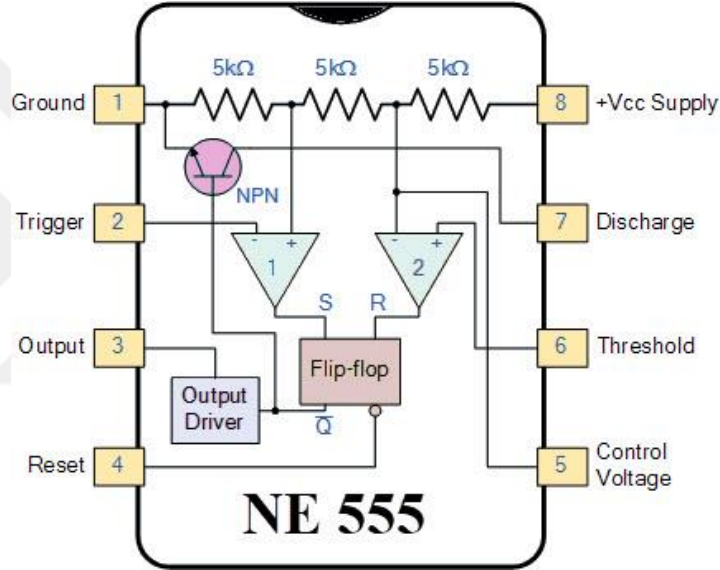 5kΩ 5kΩ 5kΩ
Ground 1
8 +Vcc Supply
NPN
Trigger 2
- +
- +
7 Discharge
1
2
S R
Output 3
Flip-flop
6 Threshold
Output
Driver
Q̅
Reset 4
5 Control
Voltage
NE 555